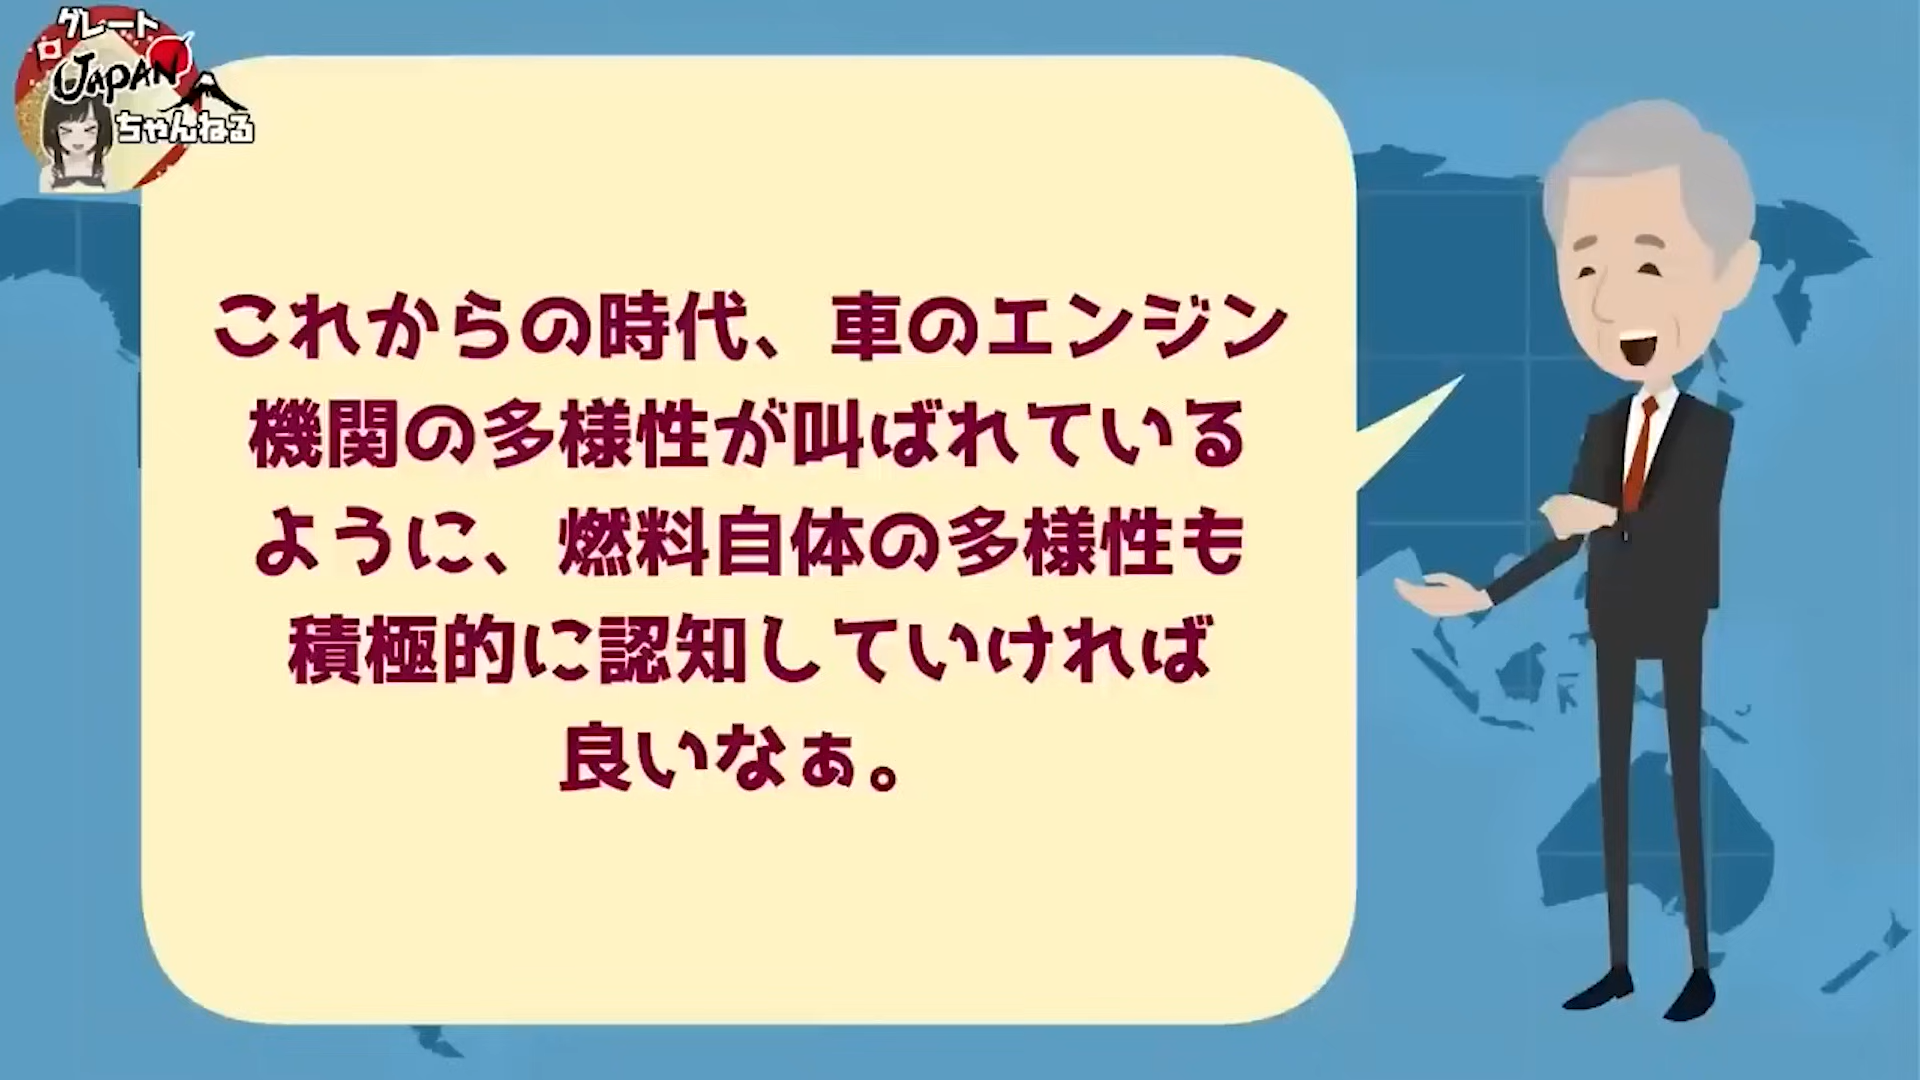 グレート
JAPAN
ちゃんねる
これからの時代、車のエンジン
機関の多様性が叫ばれている
ように、燃料自体の多様性も
積極的に認知していければ
良いなぁ。